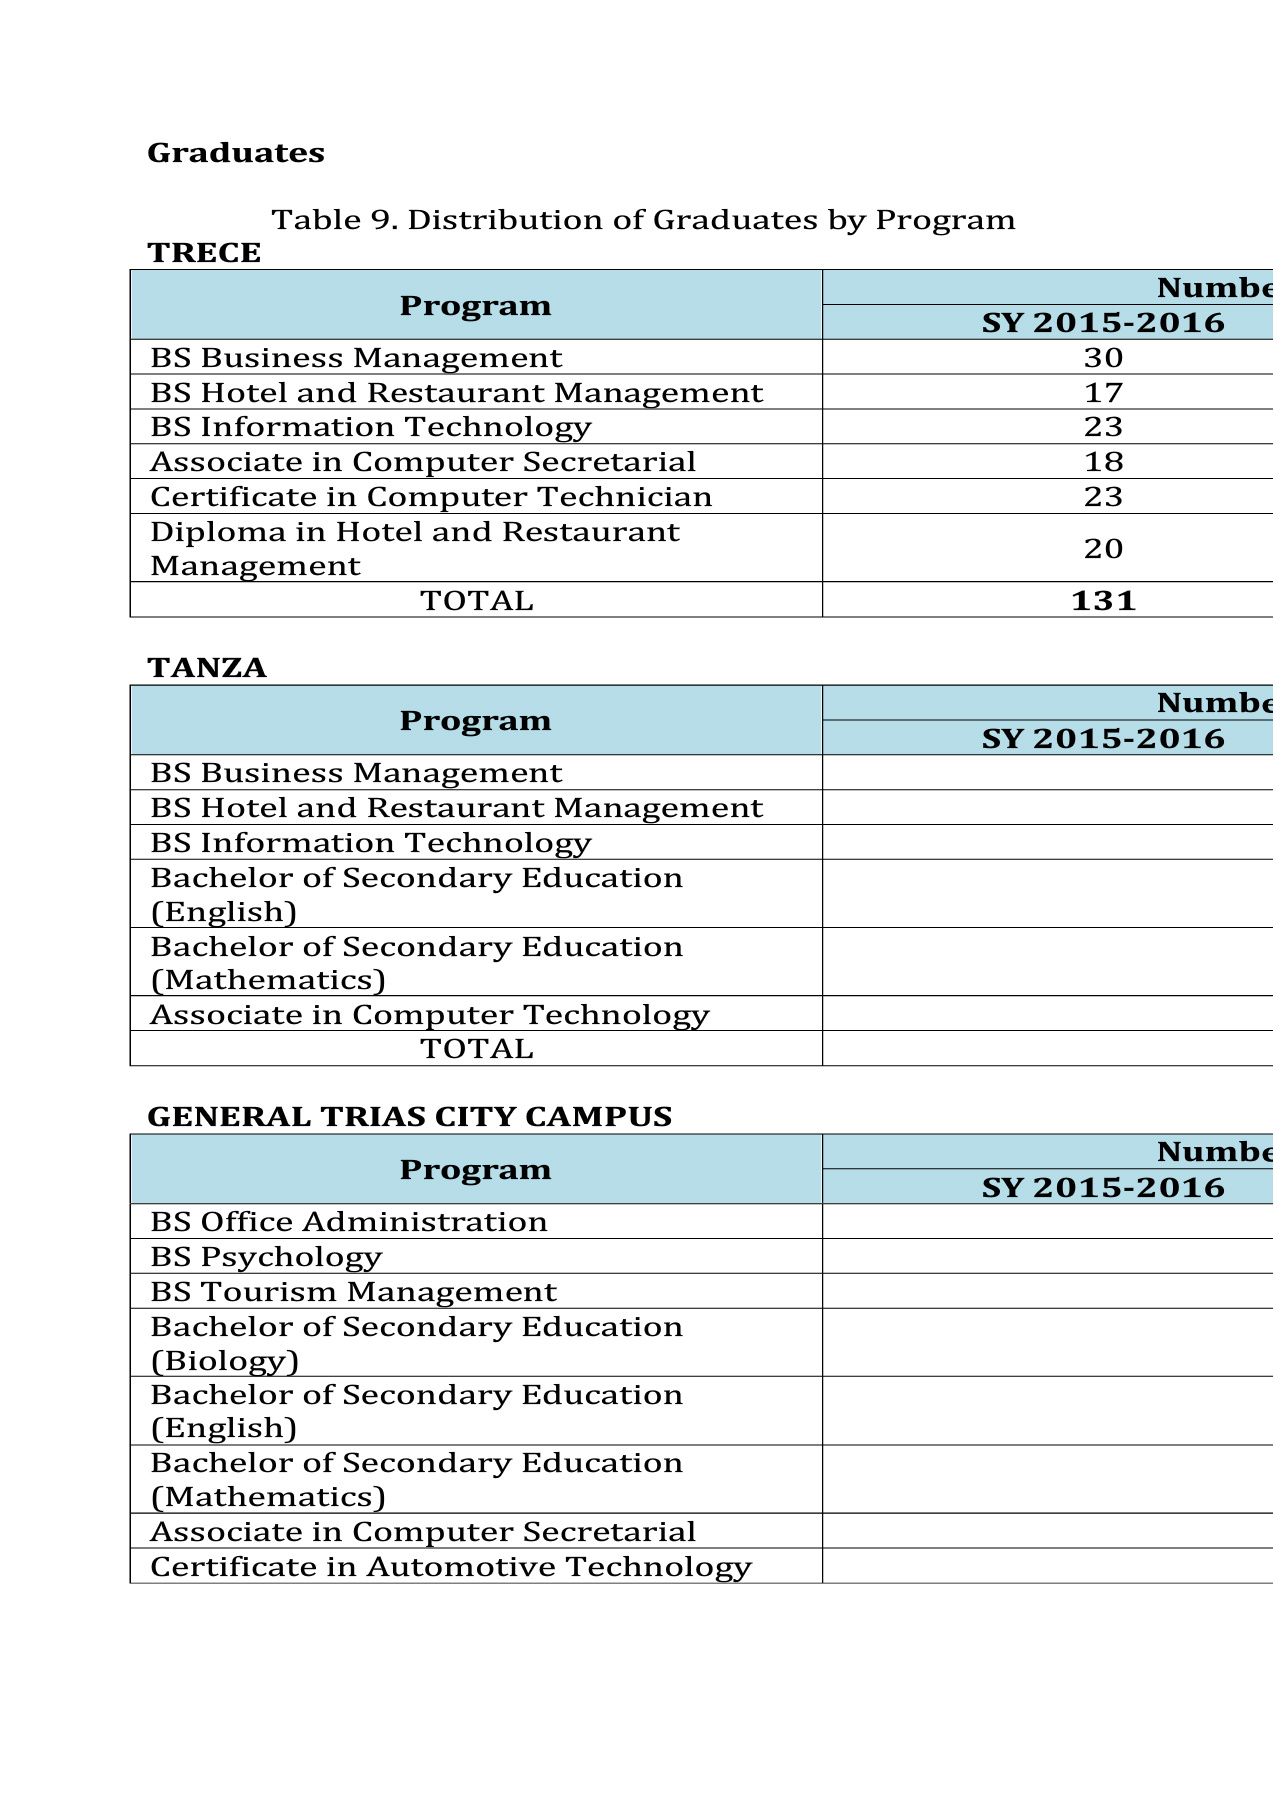 Graduates
Table 9. Distribution of Graduates by Program
TRECE
Program
Numbe
SY 2015-2016
BS Business Management 30
BS Hotel and Restaurant Management 17
BS Information Technology 23
Associate in Computer Secretarial 18
Certificate in Computer Technician 23
Diploma in Hotel and Restaurant
Management
20
TOTAL 131
TANZA
Program
Numbe
SY 2015-2016
BS Business Management
BS Hotel and Restaurant Management
BS Information Technology
Bachelor of Secondary Education
(English)
Bachelor of Secondary Education
(Mathematics)
Associate in Computer Technology
TOTAL
GENERAL TRIAS CITY CAMPUS
Program
Numbe
SY 2015-2016
BS Office Administration
BS Psychology
BS Tourism Management
Bachelor of Secondary Education
(Biology)
Bachelor of Secondary Education
(English)
Bachelor of Secondary Education
(Mathematics)
Associate in Computer Secretarial
Certificate in Automotive Technology